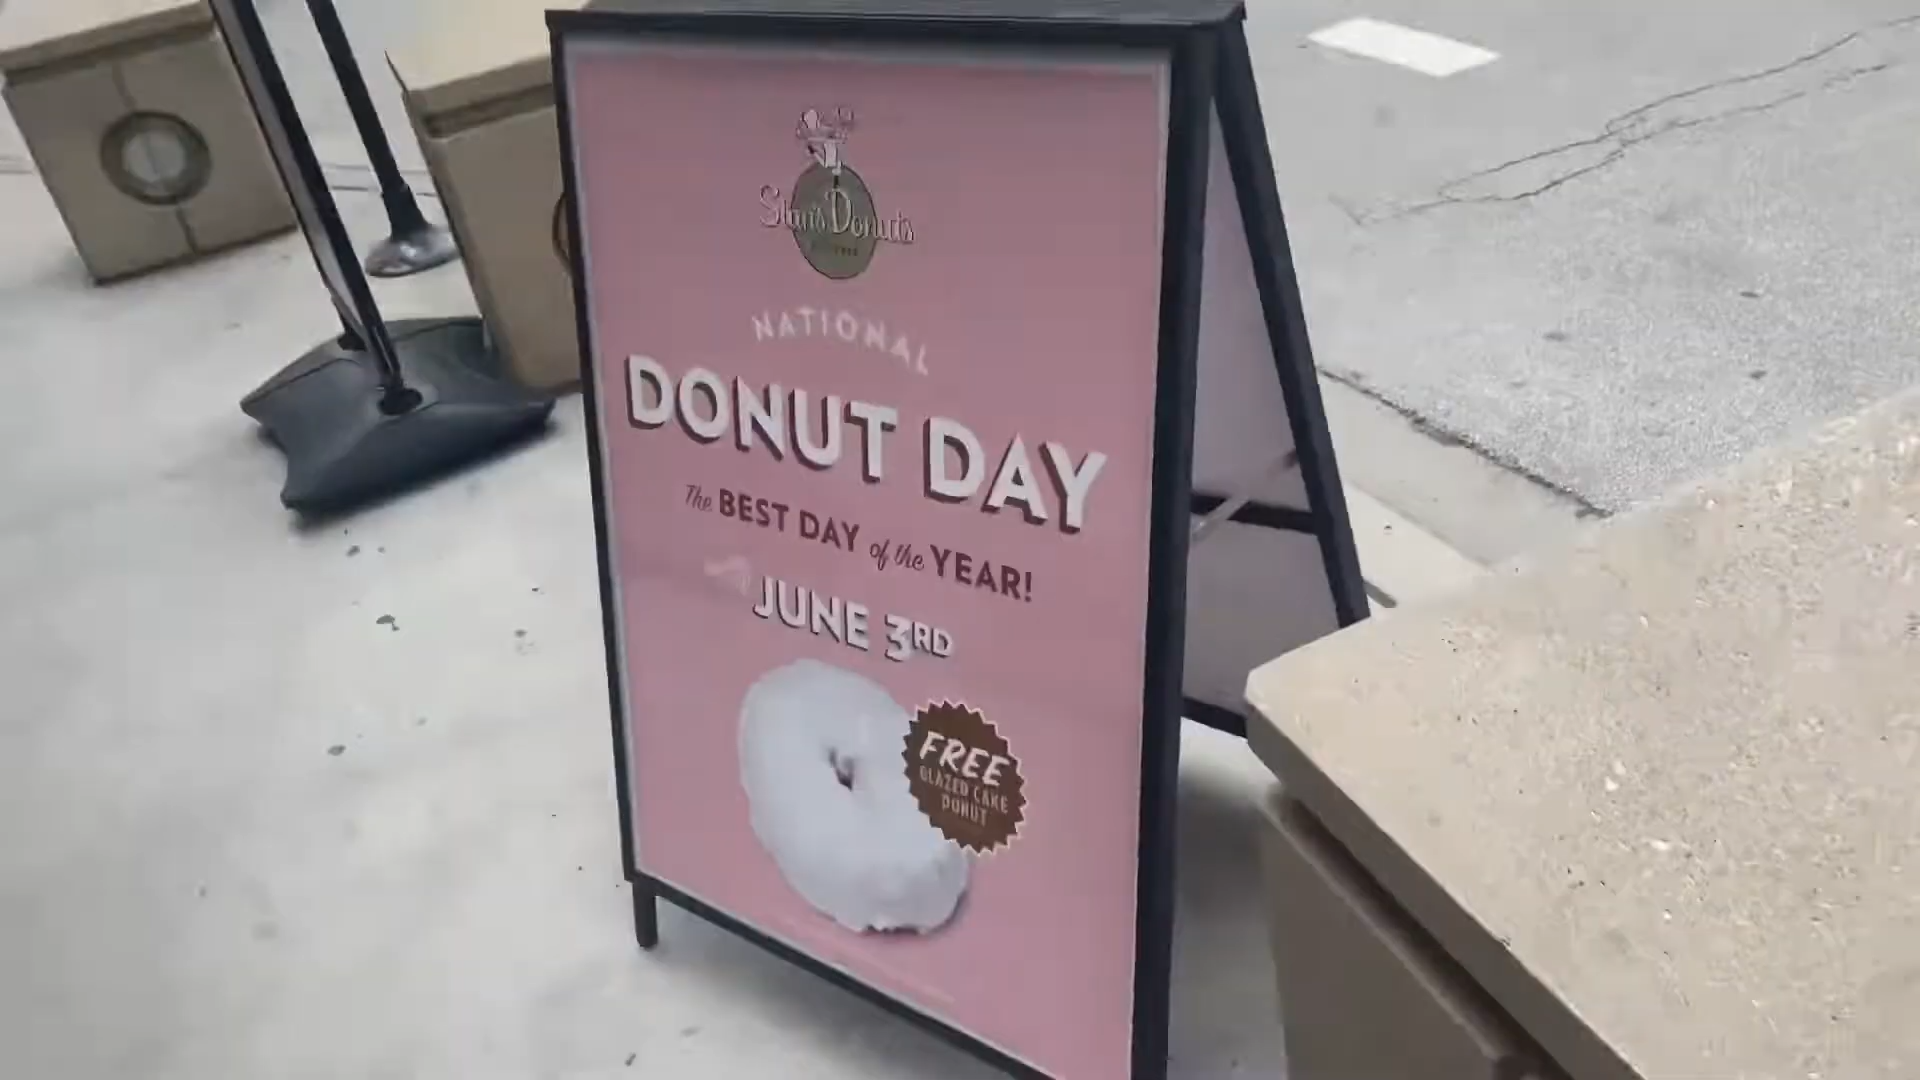 Stan's Donuts
NATIONAL
DONUT DAY
The BEST DAY of the YEAR!
JUNE 3RD
FREE
GLAZED CAKE
DONUT